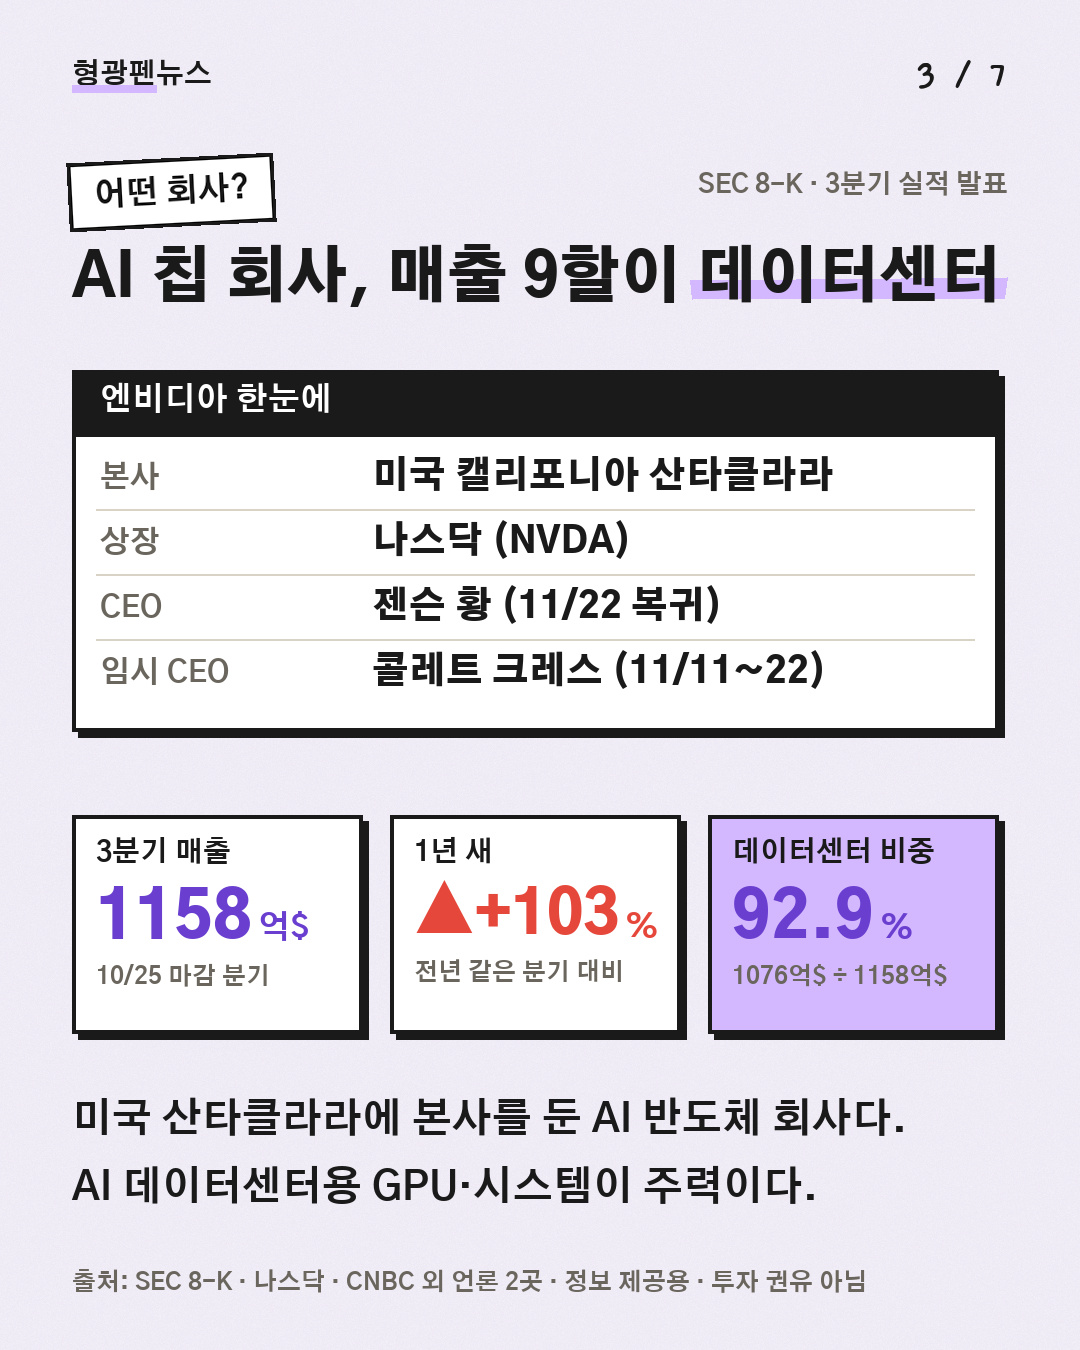 형광펜뉴스
3 / 7
어떤 회사?
SEC 8-K · 3분기 실적 발표
AI 칩 회사, 매출 9할이 데이터센터
엔비디아 한눈에
본사 미국 캘리포니아 산타클라라
상장 나스닥 (NVDA)
CEO 젠슨 황 (11/22 복귀)
임시 CEO 콜레트 크레스 (11/11~22)
3분기 매출
1158억$
10/25 마감 분기
1년 새
▲+103%
전년 같은 분기 대비
데이터센터 비중
92.9%
1076억$ ÷ 1158억$
미국 산타클라라에 본사를 둔 AI 반도체 회사다.
AI 데이터센터용 GPU·시스템이 주력이다.
출처: SEC 8-K · 나스닥 · CNBC 외 언론 2곳 · 정보 제공용 · 투자 권유 아님